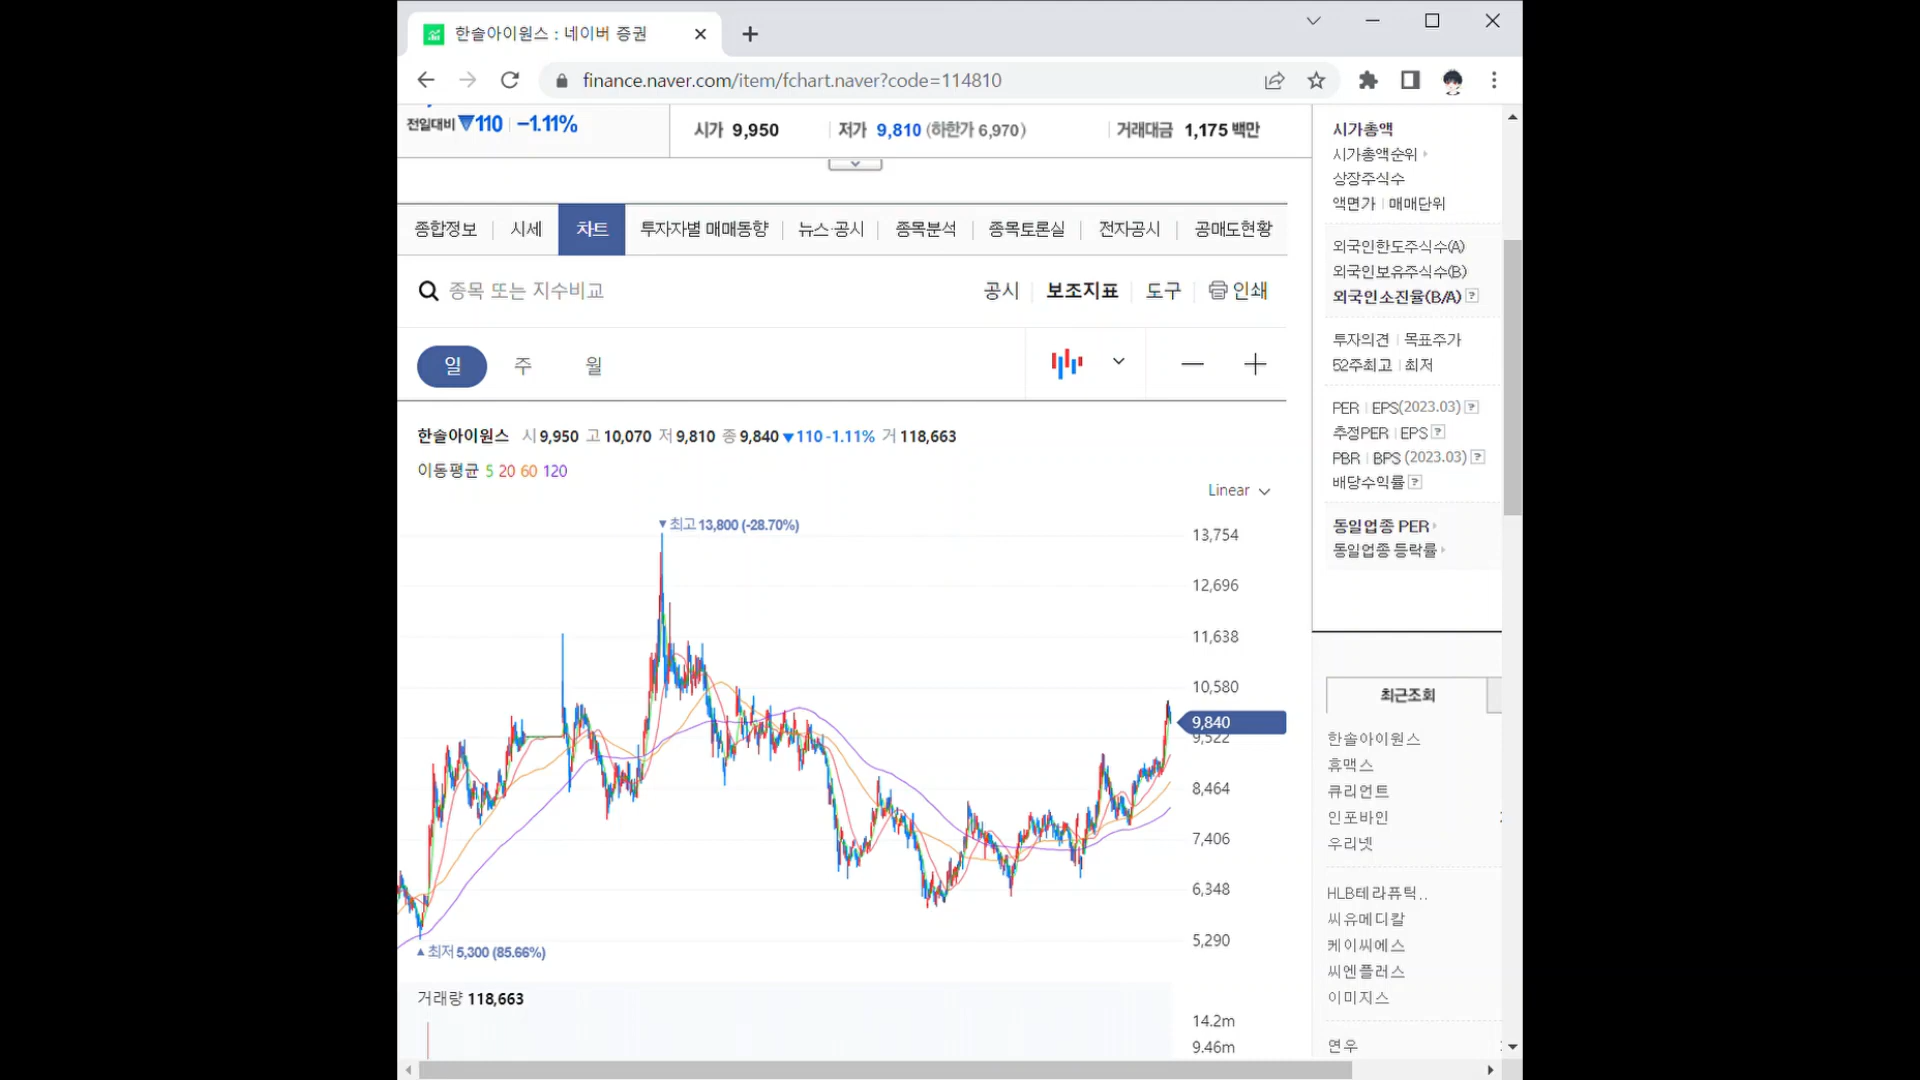 한솔아이원스 : 네이버 증권
finance.naver.com/item/fchart.naver?code=114810
전일대비 ▼110 -1.11%
시가 9,950 저가 9,810 (하한가 6,970) 거래대금 1,175 백만
종합정보 시세 차트 투자자별 매매동향 뉴스·공시 종목분석 종목토론실 전자공시 공매도현황
종목 또는 지수비교
공시 보조지표 도구 인쇄
일 주 월
한솔아이원스 시 9,950 고 10,070 저 9,810 종 9,840 ▼110 -1.11% 거 118,663
이동평균 5 20 60 120
Linear
▼최고 13,800 (-28.70%)
13,754
12,696
11,638
10,580
9,840
9,522
8,464
7,406
6,348
5,290
▲최저 5,300 (85.66%)
거래량 118,663
14.2m
9.46m
시가총액
시가총액순위
상장주식수
액면가 매매단위
외국인한도주식수(A)
외국인보유주식수(B)
외국인소진율(B/A) ?
투자의견 목표주가
52주최고 최저
PER EPS(2023.03) ?
추정PER EPS ?
PBR BPS (2023.03) ?
배당수익률 ?
동일업종 PER
동일업종 등락률
최근조회
한솔아이원스
휴맥스
큐리언트
인포바인
우리넷
HLB테라퓨틱..
씨유메디칼
케이씨에스
씨엔플러스
이미지스
연우